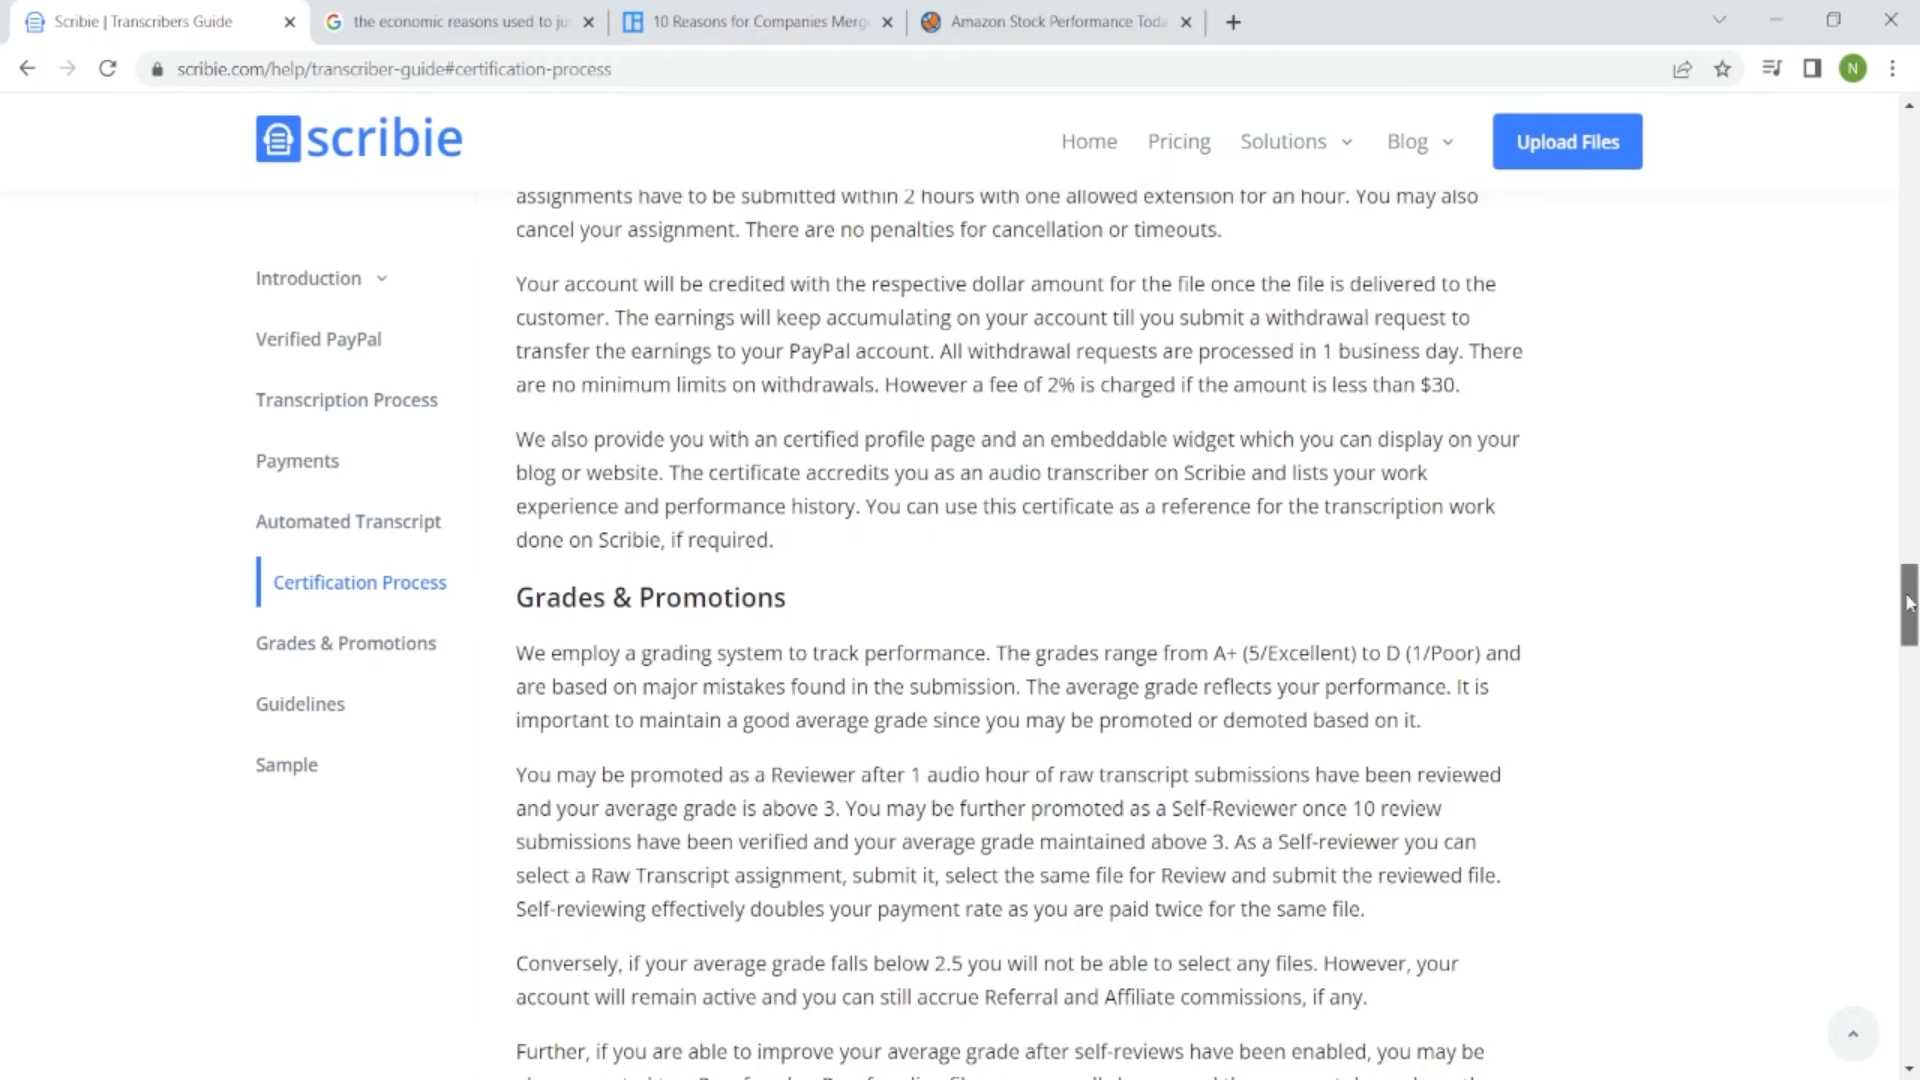 Scribie | Transcribers Guide
the economic reasons used to ju
10 Reasons for Companies Merg
Amazon Stock Performance Toda
scribie.com/help/transcriber-guide#certification-process
N
scribie
Home
Pricing
Solutions
Blog
Upload Files
Introduction
Verified PayPal
Transcription Process
Payments
Automated Transcript
Certification Process
Grades & Promotions
Guidelines
Sample
assignments have to be submitted within 2 hours with one allowed extension for an hour. You may also
cancel your assignment. There are no penalties for cancellation or timeouts.
Your account will be credited with the respective dollar amount for the file once the file is delivered to the
customer. The earnings will keep accumulating on your account till you submit a withdrawal request to
transfer the earnings to your PayPal account. All withdrawal requests are processed in 1 business day. There
are no minimum limits on withdrawals. However a fee of 2% is charged if the amount is less than $30.
We also provide you with an certified profile page and an embeddable widget which you can display on your
blog or website. The certificate accredits you as an audio transcriber on Scribie and lists your work
experience and performance history. You can use this certificate as a reference for the transcription work
done on Scribie, if required.
Grades & Promotions
We employ a grading system to track performance. The grades range from A+ (5/Excellent) to D (1/Poor) and
are based on major mistakes found in the submission. The average grade reflects your performance. It is
important to maintain a good average grade since you may be promoted or demoted based on it.
You may be promoted as a Reviewer after 1 audio hour of raw transcript submissions have been reviewed
and your average grade is above 3. You may be further promoted as a Self-Reviewer once 10 review
submissions have been verified and your average grade maintained above 3. As a Self-reviewer you can
select a Raw Transcript assignment, submit it, select the same file for Review and submit the reviewed file.
Self-reviewing effectively doubles your payment rate as you are paid twice for the same file.
Conversely, if your average grade falls below 2.5 you will not be able to select any files. However, your
account will remain active and you can still accrue Referral and Affiliate commissions, if any.
Further, if you are able to improve your average grade after self-reviews have been enabled, you may be